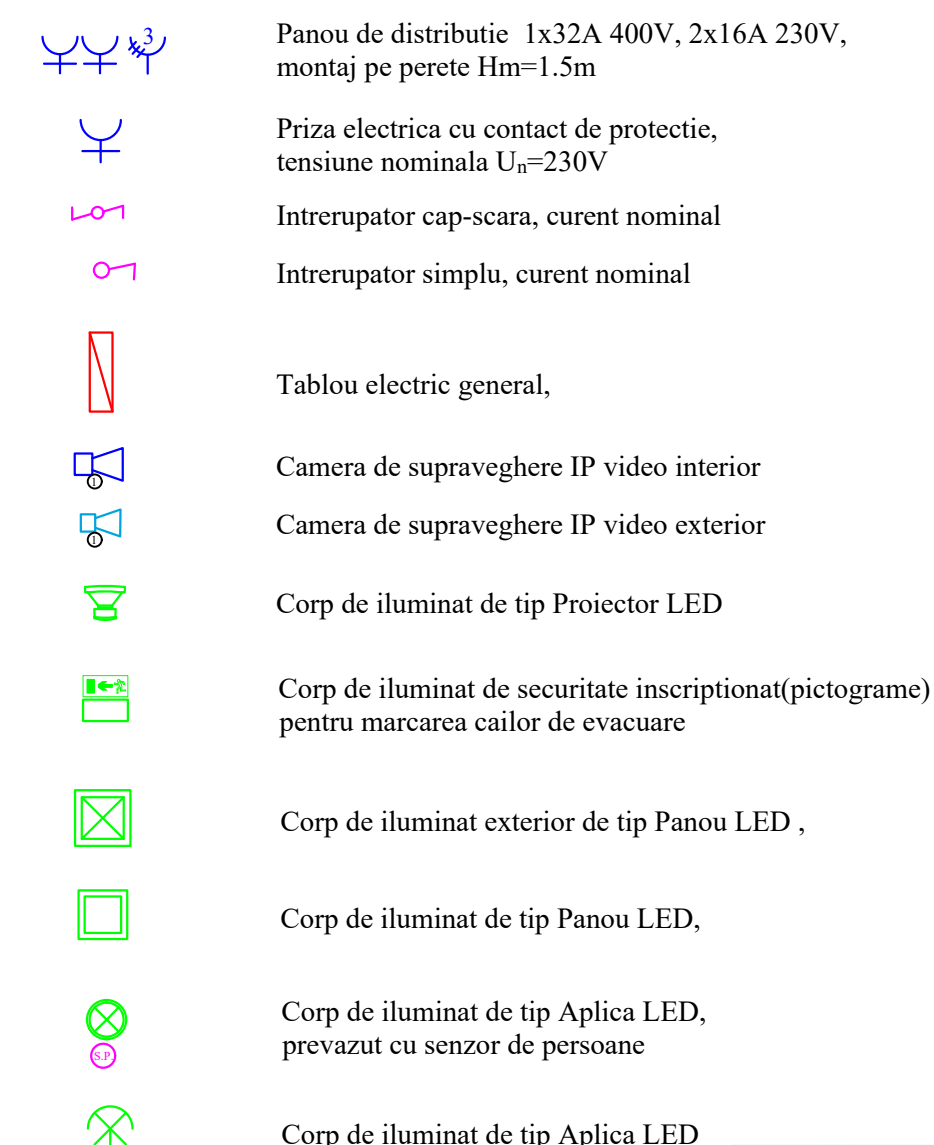 3
Panou de distributie 1x32A 400V, 2x16A 230V,
montaj pe perete Hm=1.5m
Priza electrica cu contact de protectie,
tensiune nominala Un=230V
Intrerupator cap-scara, curent nominal
Intrerupator simplu, curent nominal
Tablou electric general,
Camera de supraveghere IP video interior
1
Camera de supraveghere IP video exterior
1
Corp de iluminat de tip Proiector LED
Corp de iluminat de securitate inscriptionat(pictograme)
pentru marcarea cailor de evacuare
Corp de iluminat exterior de tip Panou LED ,
Corp de iluminat de tip Panou LED,
Corp de iluminat de tip Aplica LED,
prevazut cu senzor de persoane
S.P.
Corp de iluminat de tip Aplica LED